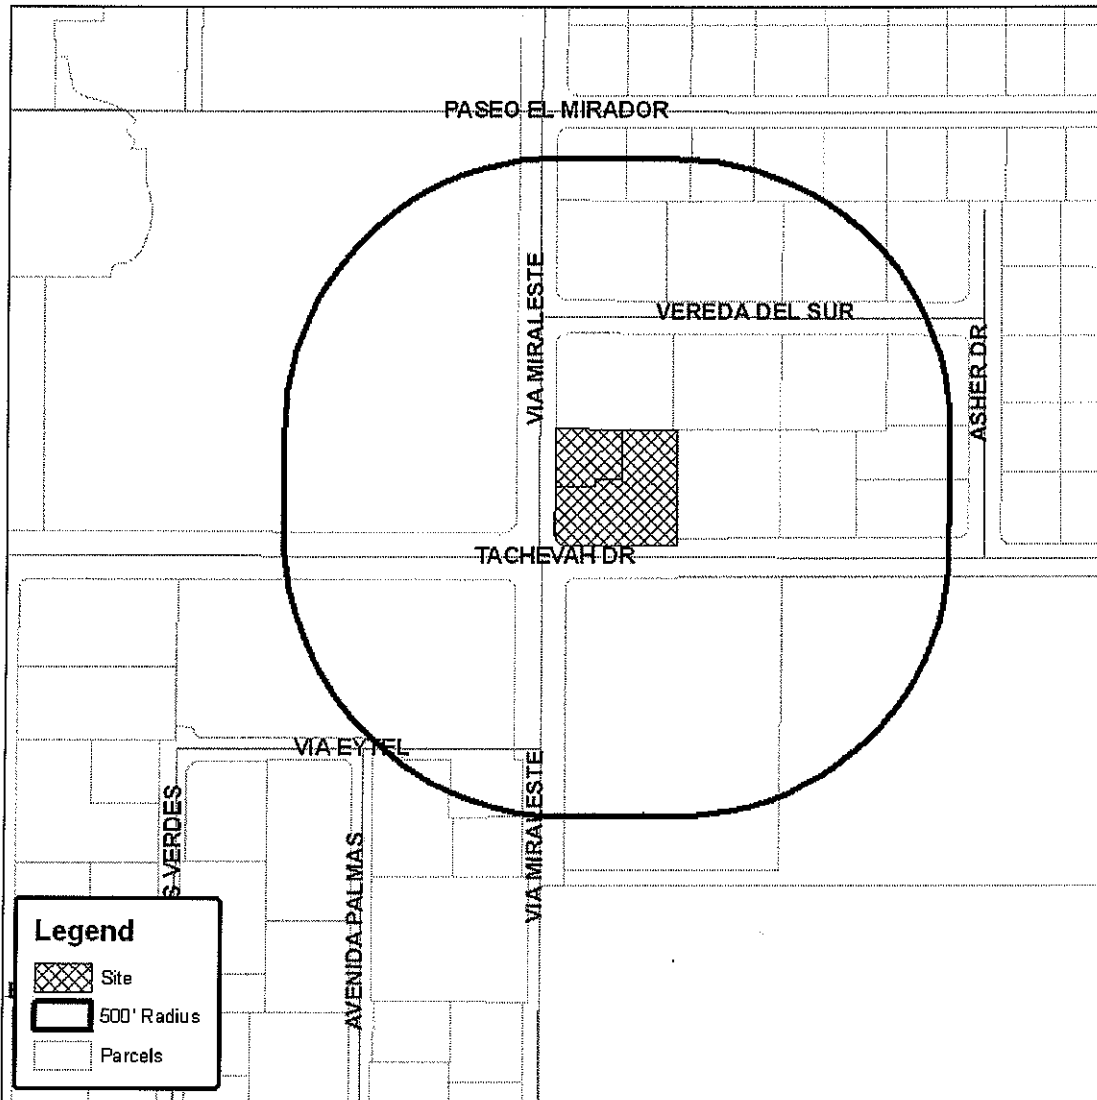 PASEO EL MIRADOR
VIA MIRALESTE
VEREDA DEL SUR
ASHER DR
TACHEVAH DR
VIA EYTEL
VIA MIRALESTE
S VERDES
AVENIDA PALMAS
Legend
Site
500' Radius
Parcels